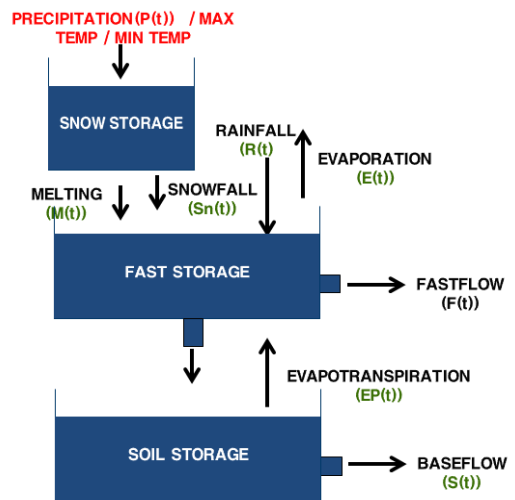 PRECIPITATION(P(t)) / MAX
TEMP / MIN TEMP
SNOW STORAGE
RAINFALL
(R(t)
EVAPORATION
(E(t))
MELTING
(M(t))
SNOWFALL
(Sn(t))
FAST STORAGE
FASTFLOW
(F(t))
EVAPOTRANSPIRATION
(EP(t))
SOIL STORAGE
BASEFLOW
(S(t))